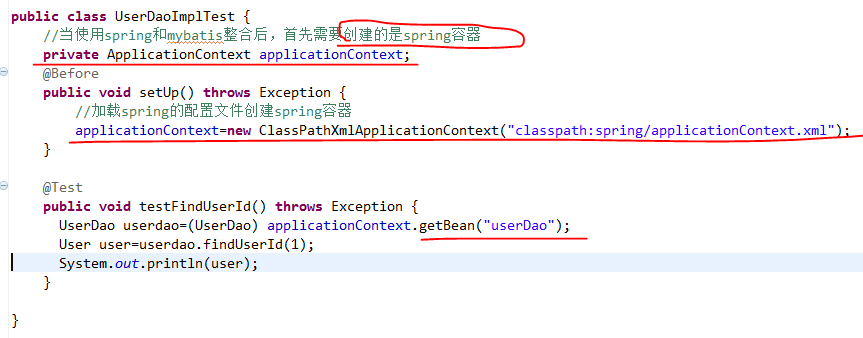 public class UserDaoImplTest {
//当使用spring和mybatis整合后，首先需要创建的是spring容器
private ApplicationContext applicationContext;
@Before
public void setUp() throws Exception {
//加载spring的配置文件创建spring容器
applicationContext=new ClassPathXmlApplicationContext("classpath:spring/applicationContext.xml");
}
@Test
public void testFindUserId() throws Exception {
UserDao userdao=(UserDao) applicationContext.getBean("userDao");
User user=userdao.findUserId(1);
System.out.println(user);
}
}